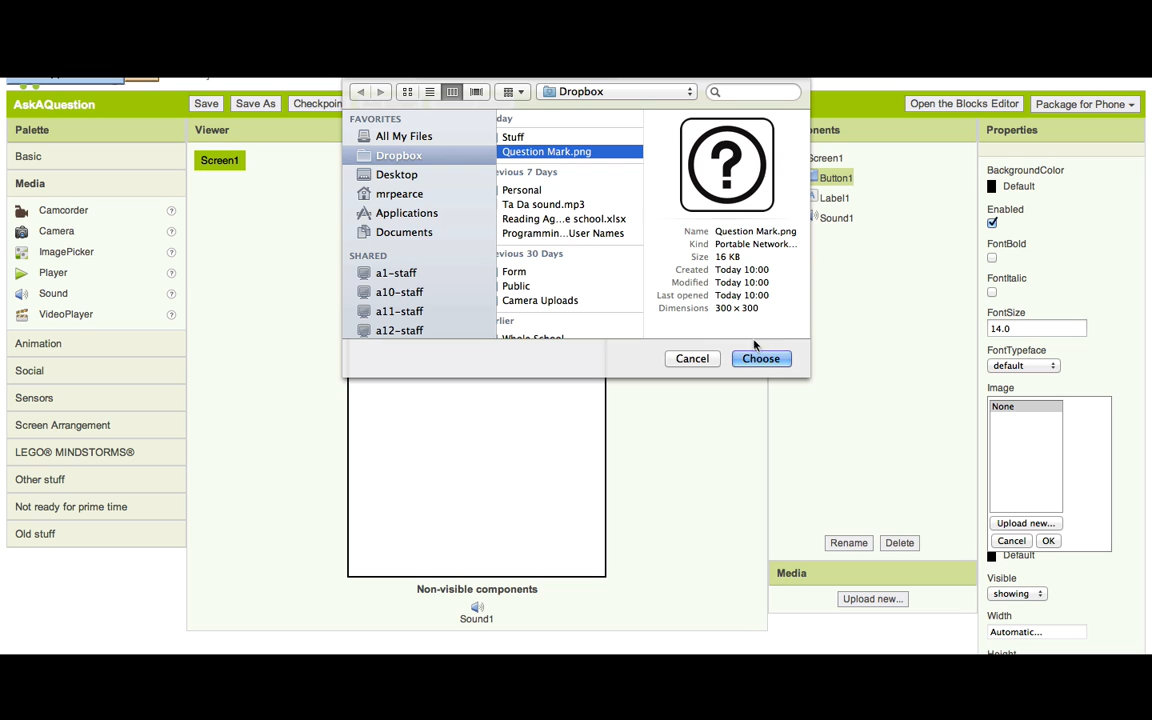 AskAQuestion
Save
Save As
Checkpoin
Dropbox
Open the Blocks Editor
Package for Phone
Palette
Viewer
onents
Properties
Basic
Media
Camcorder
Camera
ImagePicker
Player
Sound
VideoPlayer
Animation
Social
Sensors
Screen Arrangement
LEGO® MINDSTORMS®
Other stuff
Not ready for prime time
Old stuff
Screen1
FAVORITES
All My Files
Dropbox
Desktop
mrpearce
Applications
Documents
SHARED
a1-staff
a10-staff
a11-staff
a12-staff
day
Stuff
Question Mark.png
evious 7 Days
Personal
Ta Da sound.mp3
Reading Ag...e school.xlsx
Programmin...User Names
evious 30 Days
Form
Public
Camera Uploads
rlier
Whole School
?
Name Question Mark.png
Kind Portable Network...
Size 16 KB
Created Today 10:00
Modified Today 10:00
Last opened Today 10:00
Dimensions 300 × 300
Cancel
Choose
Non-visible components
Sound1
Screen1
Button1
Label1
Sound1
Rename
Delete
Media
Upload new...
BackgroundColor
Default
Enabled
FontBold
FontItalic
FontSize
14.0
FontTypeface
default
Image
None
Upload new...
Cancel
OK
Default
Visible
showing
Width
Automatic...
Height